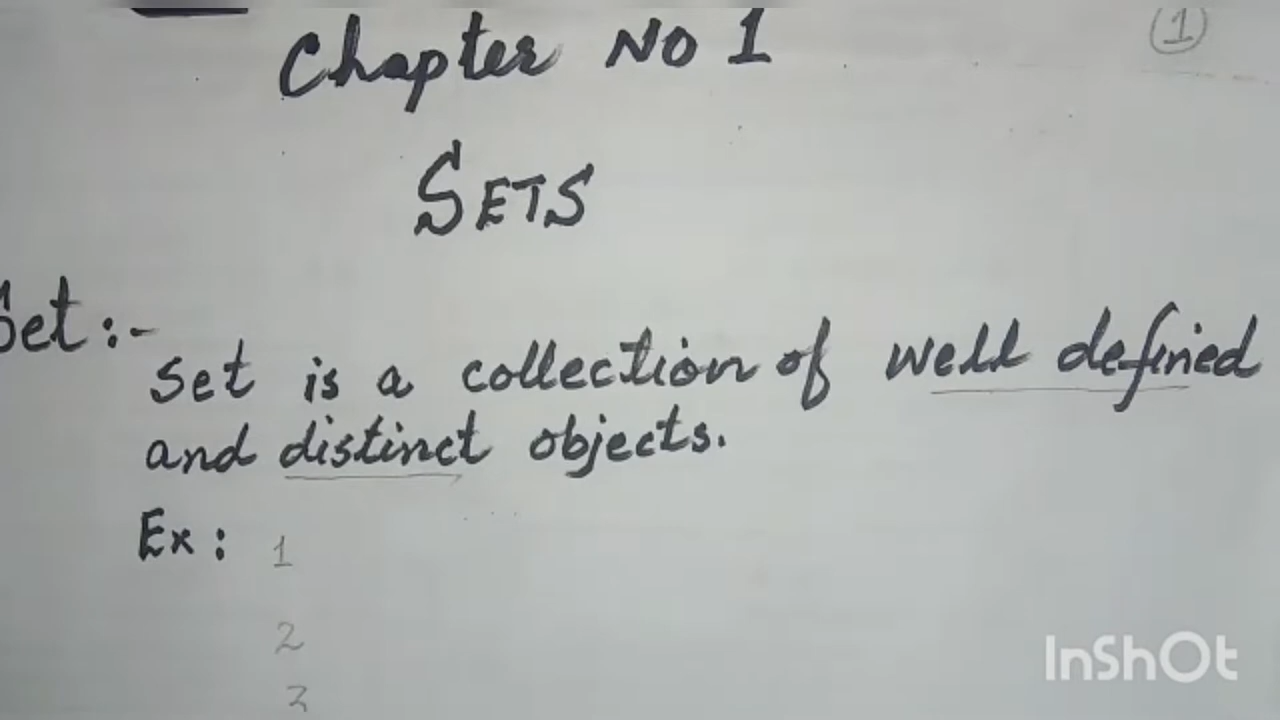 1
Chapter No 1
SETS
Set :-
Set is a collection of well defined
and distinct objects.
Ex : 1
2
3
InShOt